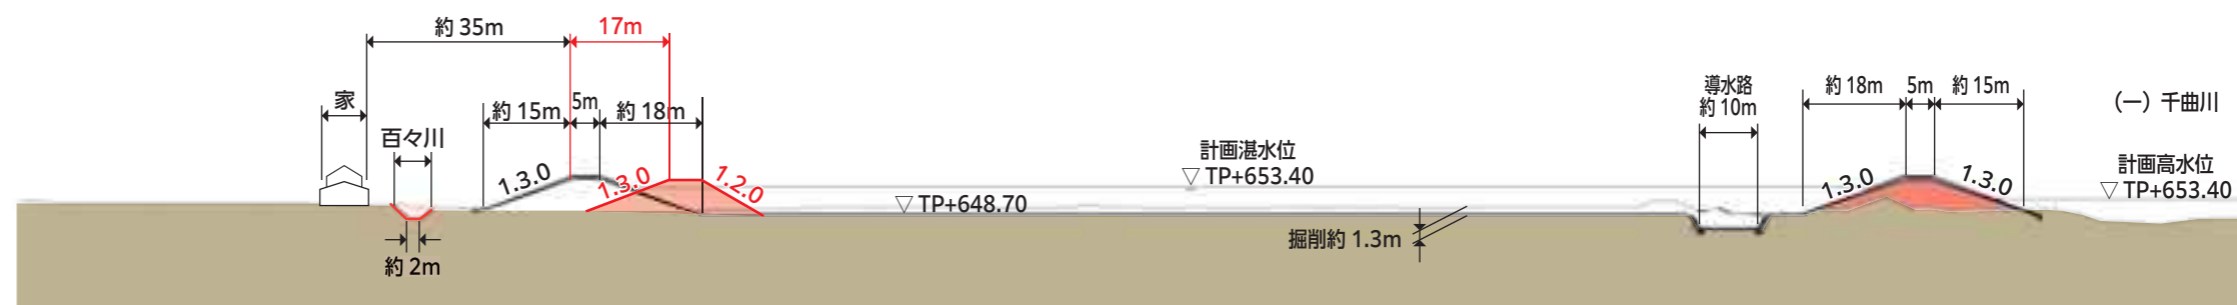 約 35m
17m
家
百々川
約 15m
5m
約 18m
1.3.0
1.3.0
1.2.0
約 2m
▽ TP+648.70
計画湛水位
▽ TP+653.40
掘削約 1.3m
導水路
約 10m
約 18m
5m
約 15m
1.3.0
1.3.0
(一) 千曲川
計画高水位
▽ TP+653.40